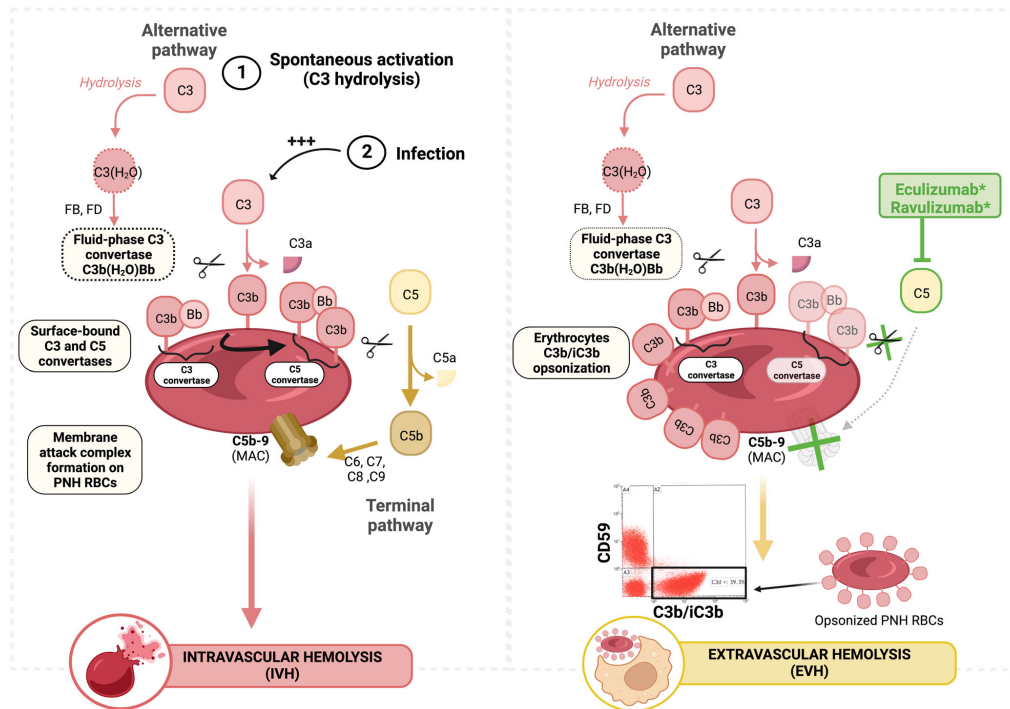 Alternative
pathway
1
Spontaneous activation
(C3 hydrolysis)
Hydrolysis
C3
+++
2
Infection
C3(H₂O)
C3
FB, FD
C3a
Fluid-phase C3
convertase
C3b(H₂O)Bb
C3b
C3b
Bb
C5
C3b
Bb
C3b
Surface-bound
C3 and C5
convertases
C3
convertase
C5
convertase
C5a
C5b
Membrane
attack complex
formation on
PNH RBCs
C5b-9
(MAC)
C6, C7,
C8 ,C9
Terminal
pathway
INTRAVASCULAR HEMOLYSIS
(IVH)
Alternative
pathway
Hydrolysis
C3
C3(H₂O)
Eculizumab*
Ravulizumab*
C3
FB, FD
C3a
Fluid-phase C3
convertase
C3b(H₂O)Bb
C3b
C3b
Bb
C5
C3b
Bb
C3b
Erythrocytes
C3b/iC3b
opsonization
C3b
C3
convertase
C5
convertase
C3b
C3b
C3b
C5b-9
(MAC)
A4
A2
CD59
A3
C3d +: 39.3%
C3b/iC3b
Opsonized PNH RBCs
EXTRAVASCULAR HEMOLYSIS
(EVH)